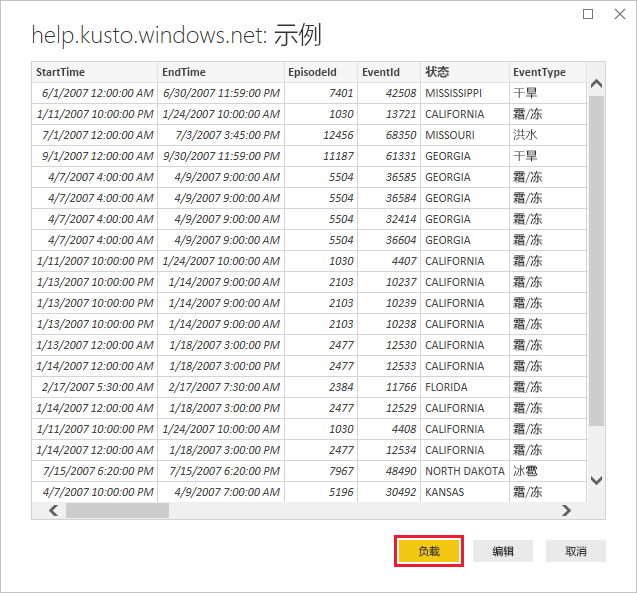 help.kusto.windows.net: 示例
StartTime EndTime EpisodeId EventId 状态 EventType
6/1/2007 12:00:00 AM 6/30/2007 11:59:00 PM 7401 42508 MISSISSIPPI 干旱
1/11/2007 10:00:00 PM 1/24/2007 10:00:00 AM 1030 13721 CALIFORNIA 霜/冻
7/1/2007 12:00:00 AM 7/3/2007 3:45:00 PM 12456 68350 MISSOURI 洪水
9/1/2007 12:00:00 AM 9/30/2007 11:59:00 PM 11187 61331 GEORGIA 干旱
4/7/2007 4:00:00 AM 4/9/2007 9:00:00 AM 5504 36585 GEORGIA 霜/冻
4/7/2007 4:00:00 AM 4/9/2007 9:00:00 AM 5504 36584 GEORGIA 霜/冻
4/7/2007 4:00:00 AM 4/9/2007 9:00:00 AM 5504 32414 GEORGIA 霜/冻
4/7/2007 4:00:00 AM 4/9/2007 9:00:00 AM 5504 36604 GEORGIA 霜/冻
1/11/2007 10:00:00 PM 1/24/2007 10:00:00 AM 1030 4407 CALIFORNIA 霜/冻
1/13/2007 10:00:00 PM 1/14/2007 9:00:00 AM 2103 10237 CALIFORNIA 霜/冻
1/13/2007 10:00:00 PM 1/14/2007 9:00:00 AM 2103 10239 CALIFORNIA 霜/冻
1/13/2007 10:00:00 PM 1/14/2007 9:00:00 AM 2103 10238 CALIFORNIA 霜/冻
1/13/2007 12:00:00 AM 1/18/2007 3:00:00 PM 2477 12530 CALIFORNIA 霜/冻
1/14/2007 12:00:00 AM 1/18/2007 3:00:00 PM 2477 12533 CALIFORNIA 霜/冻
2/17/2007 5:30:00 AM 2/17/2007 7:30:00 AM 2384 11766 FLORIDA 霜/冻
1/14/2007 12:00:00 AM 1/18/2007 3:00:00 PM 2477 12529 CALIFORNIA 霜/冻
1/11/2007 10:00:00 PM 1/24/2007 10:00:00 AM 1030 4408 CALIFORNIA 霜/冻
1/14/2007 12:00:00 AM 1/18/2007 3:00:00 PM 2477 12534 CALIFORNIA 霜/冻
7/15/2007 6:20:00 PM 7/15/2007 6:20:00 PM 7967 48490 NORTH DAKOTA 冰雹
4/7/2007 10:00:00 PM 4/9/2007 7:00:00 AM 5196 30492 KANSAS 霜/冻
负载 编辑 取消